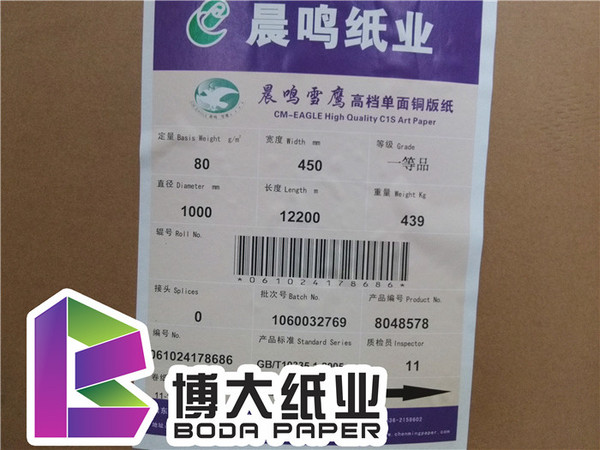 晨鸣纸业
晨鸣雪鹰 高档单面铜版纸
CM-EAGLE High Quality C1S Art Paper
定量 Basis Weight g/m² 宽度 Width mm 等级 Grade
80 450 一等品
直径 Diameter mm 长度 Length m 重量 Weight Kg
1000 12200 439
辊号 Roll No.
*061024178686*
接头 Splices 批次号 Batch No. 产品编号 Product No.
0 1060032769 8048578
编号 No. 产品标准 Standard Series 质检员 Inspector
061024178686 GB/T10335.1-2005 11
博大纸业
BODA PAPER